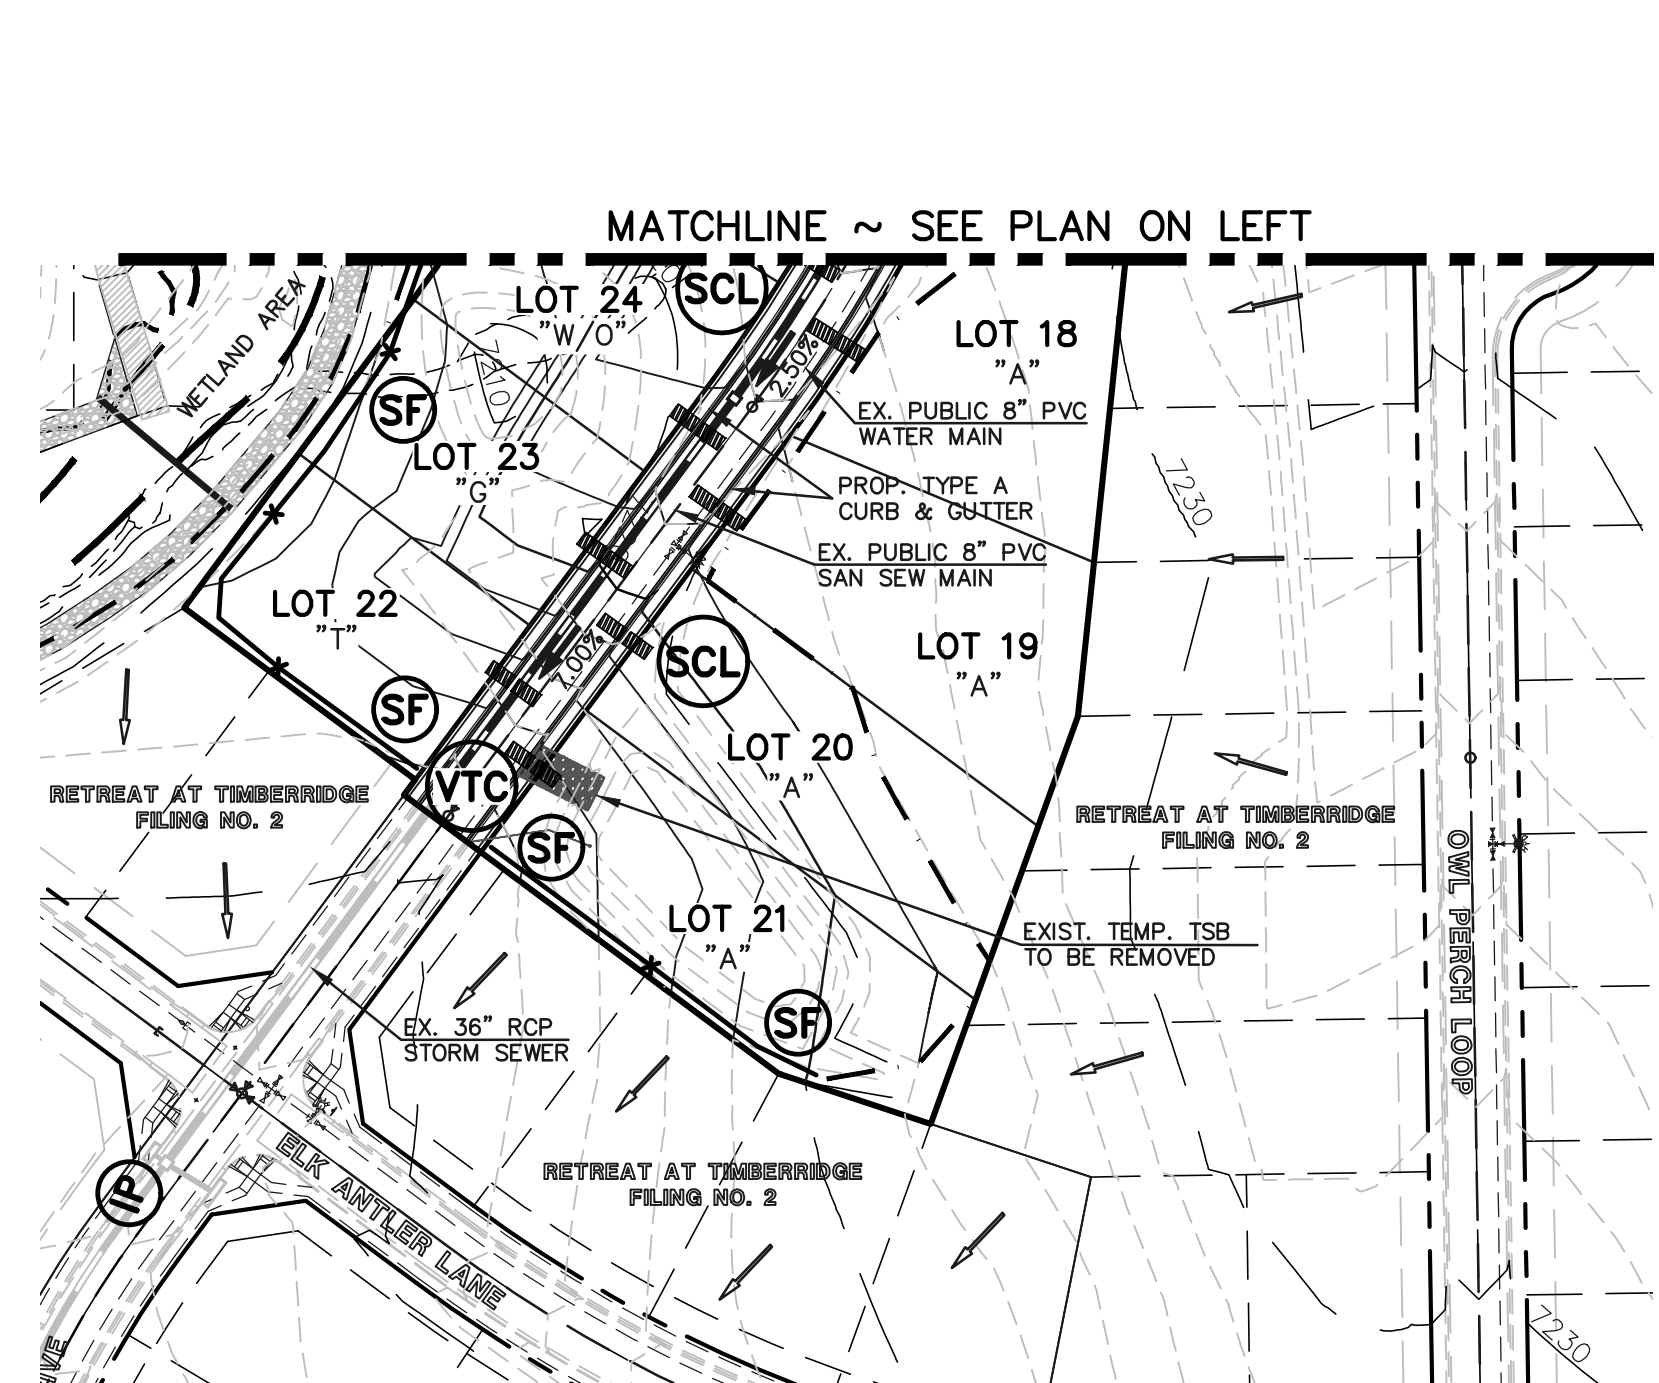 MATCHLINE ~ SEE PLAN ON LEFT
SCL
LOT 24
"W/O"
WETLAND AREA
LOT 18
"A"
7210
2.50%
SF
EX. PUBLIC 8" PVC
WATER MAIN
LOT 23
"G"
PROP. TYPE A
CURB & GUTTER
7230
EX. PUBLIC 8" PVC
SAN SEW MAIN
LOT 22
"T"
7.00%
SCL
LOT 19
"A"
SF
LOT 20
"A"
VTC
RETREAT AT TIMBERRIDGE
FILING NO. 2
RETREAT AT TIMBERRIDGE
FILING NO. 2
SF
OWL PERCH LOOP
LOT 21
"A"
EXIST. TEMP. TSB
TO BE REMOVED
SF
EX. 36" RCP
STORM SEWER
E
IP
ELK ANTLER LANE
RETREAT AT TIMBERRIDGE
FILING NO. 2
7230